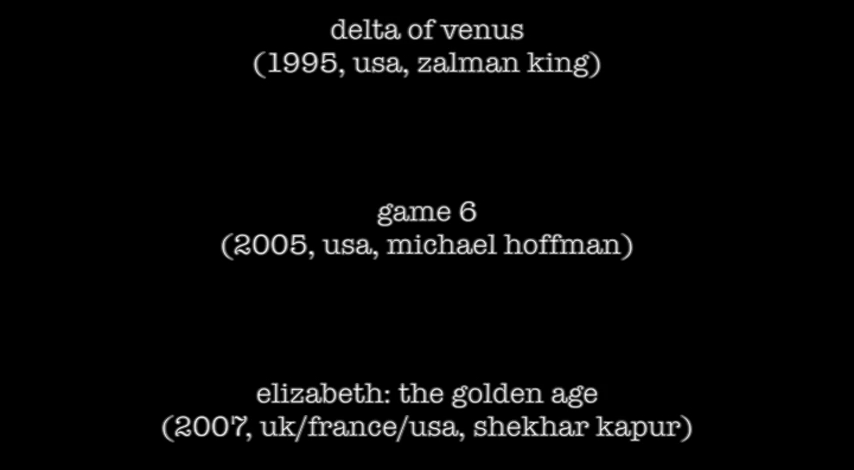 delta of venus
(1995, usa, zalman king)
game 6
(2005, usa, michael hoffman)
elizabeth: the golden age
(2007, uk/france/usa, shekhar kapur)